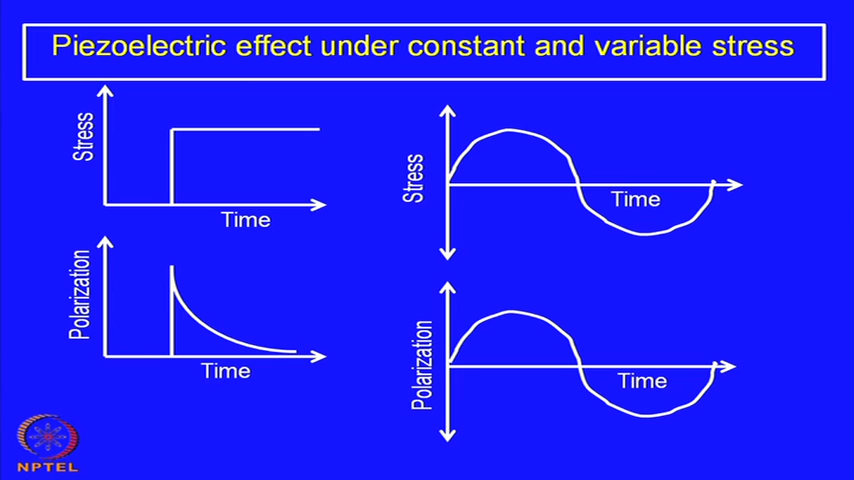 Piezoelectric effect under constant and variable stress
Stress
Time
Polarization
Time
Stress
Time
Polarization
Time
NPTEL